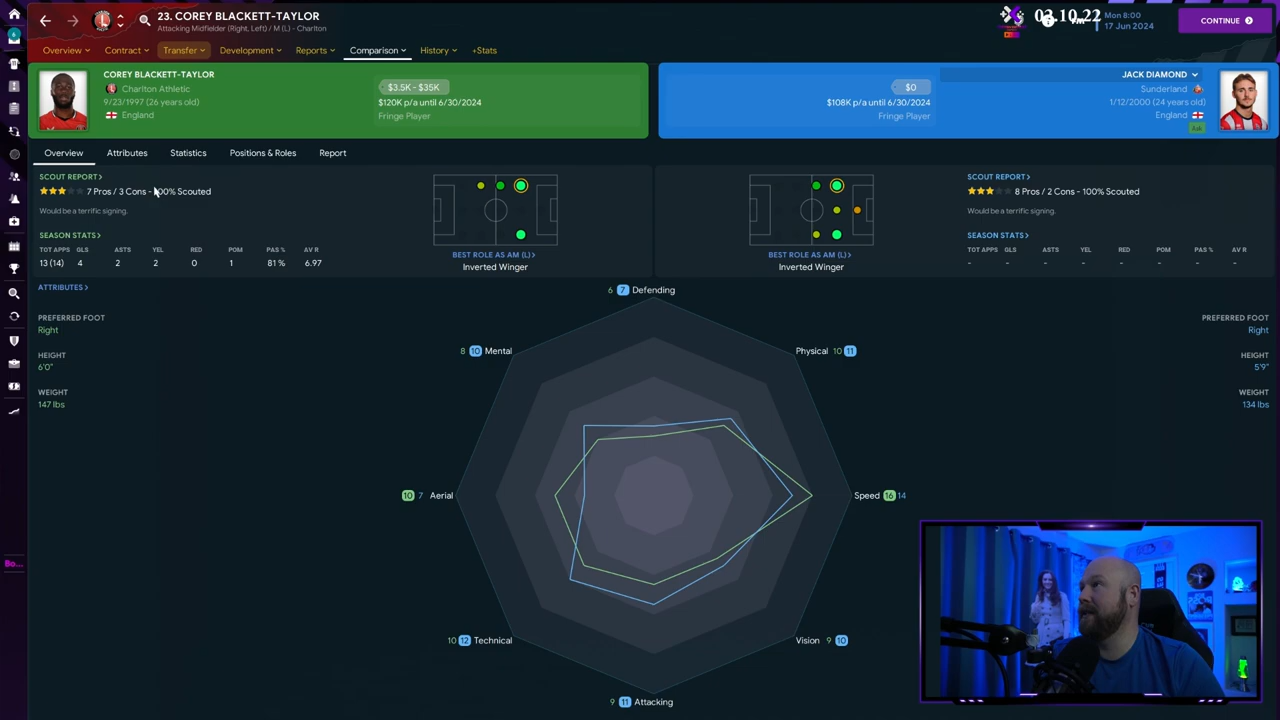 23. COREY BLACKETT-TAYLOR
Attacking Midfielder (Right, Left) / M (L) - Charlton
03.10.22
Mon 8:00
17 Jun 2024
CONTINUE
Overview
Contract
Transfer
Development
Reports
Comparison
History
+Stats
COREY BLACKETT-TAYLOR
Charlton Athletic
9/23/1997 (26 years old)
England
$3.5K - $35K
$120K p/a until 6/30/2024
Fringe Player
$0
$108K p/a until 6/30/2024
Fringe Player
JACK DIAMOND
Sunderland
1/12/2000 (24 years old)
England
Overview
Attributes
Statistics
Positions & Roles
Report
SCOUT REPORT >
7 Pros / 3 Cons - 100% Scouted
Would be a terrific signing.
SEASON STATS >
TOT APPS GLS ASTS YEL RED POM PAS % AV R
13 (14) 4 2 2 0 1 81 % 6.97
ATTRIBUTES >
BEST ROLE AS AM (L) >
Inverted Winger
BEST ROLE AS AM (L) >
Inverted Winger
SCOUT REPORT >
8 Pros / 2 Cons - 100% Scouted
Would be a terrific signing.
SEASON STATS >
TOT APPS GLS ASTS YEL RED POM PAS % AV R
- - - - - - - -
PREFERRED FOOT
Right
HEIGHT
6'0"
WEIGHT
147 lbs
6 7 Defending
8 10 Mental
Physical 10 11
10 7 Aerial
Speed 16 14
10 12 Technical
Vision 9 10
9 11 Attacking
PREFERRED FOOT
Right
HEIGHT
5'9"
WEIGHT
134 lbs
Bo...